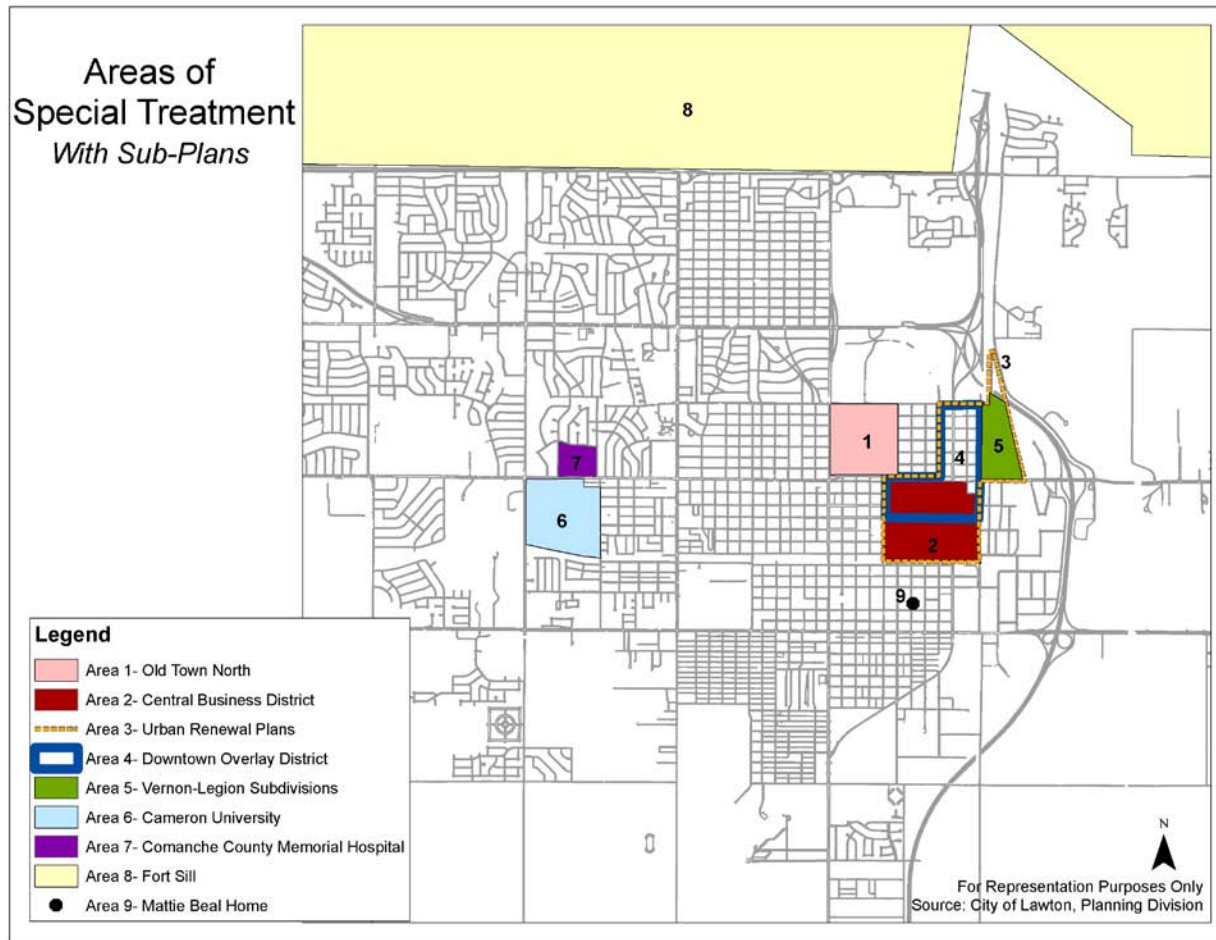 Areas of
Special Treatment
With Sub-Plans
8
3
1
4
5
7
6
2
9
Legend
Area 1- Old Town North
Area 2- Central Business District
Area 3- Urban Renewal Plans
Area 4- Downtown Overlay District
Area 5- Vernon-Legion Subdivisions
Area 6- Cameron University
Area 7- Comanche County Memorial Hospital
Area 8- Fort Sill
Area 9- Mattie Beal Home
N
For Representation Purposes Only
Source: City of Lawton, Planning Division